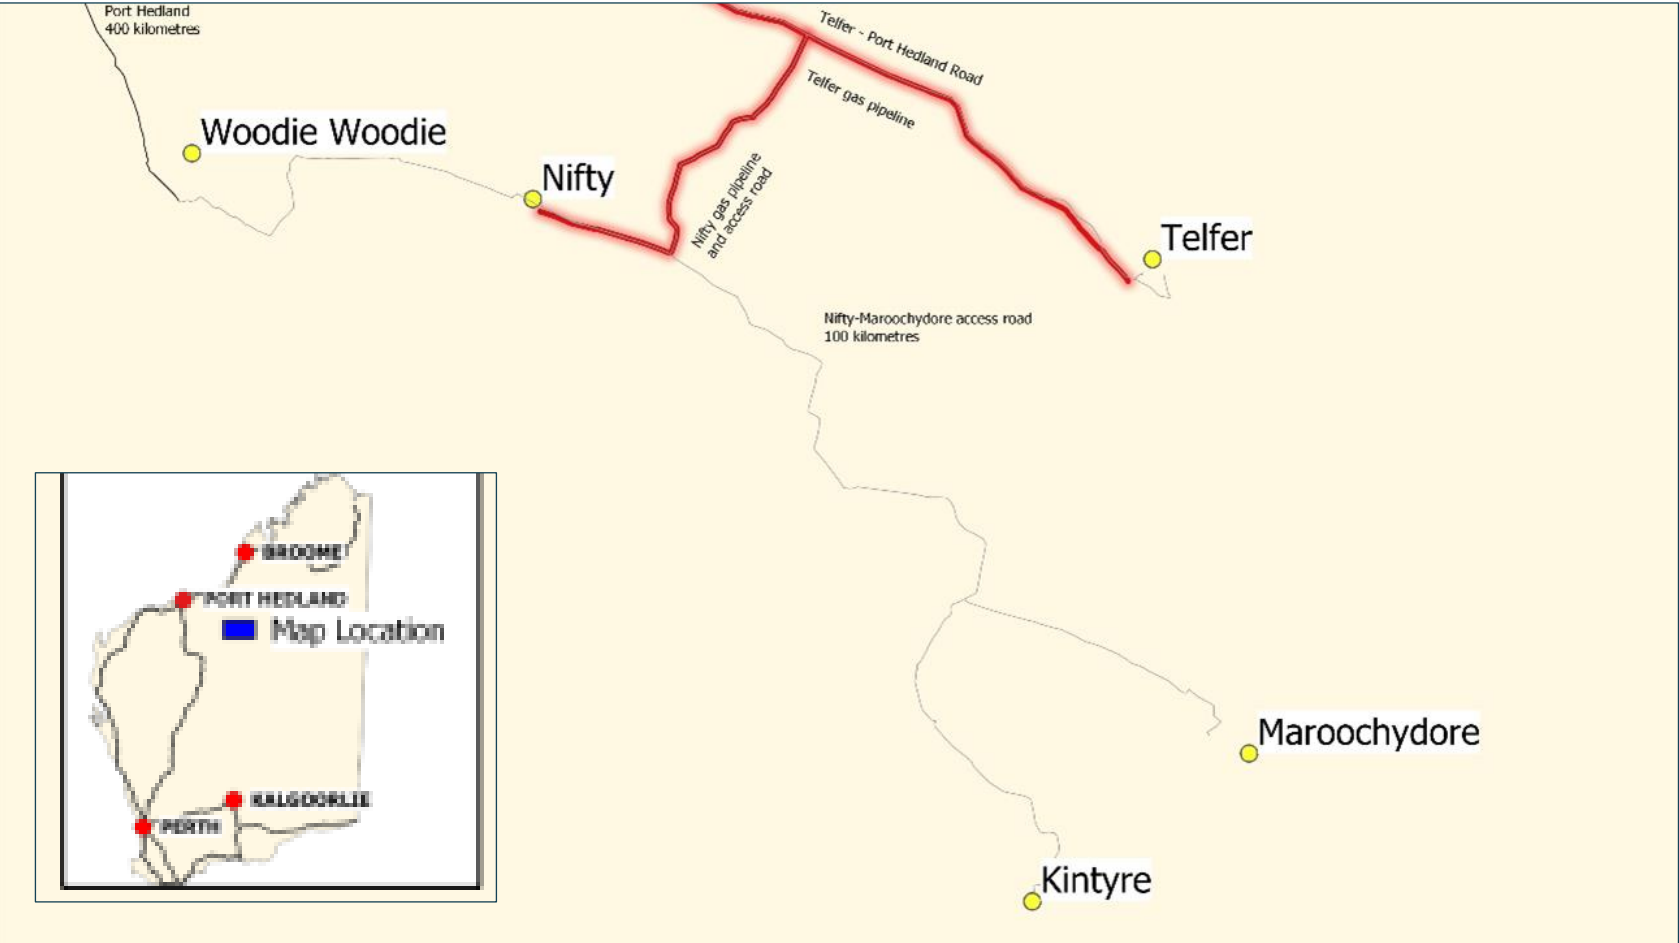 Port Hedland
400 kilometres
Telfer - Port Hedland Road
Telfer gas pipeline
Woodie Woodie
Nifty
Nifty gas pipeline
and access road
Telfer
Nifty-Maroochydore access road
100 kilometres
BROOME
PORT HEDLAND
Map Location
KALGOORLIE
PERTH
Maroochydore
Kintyre